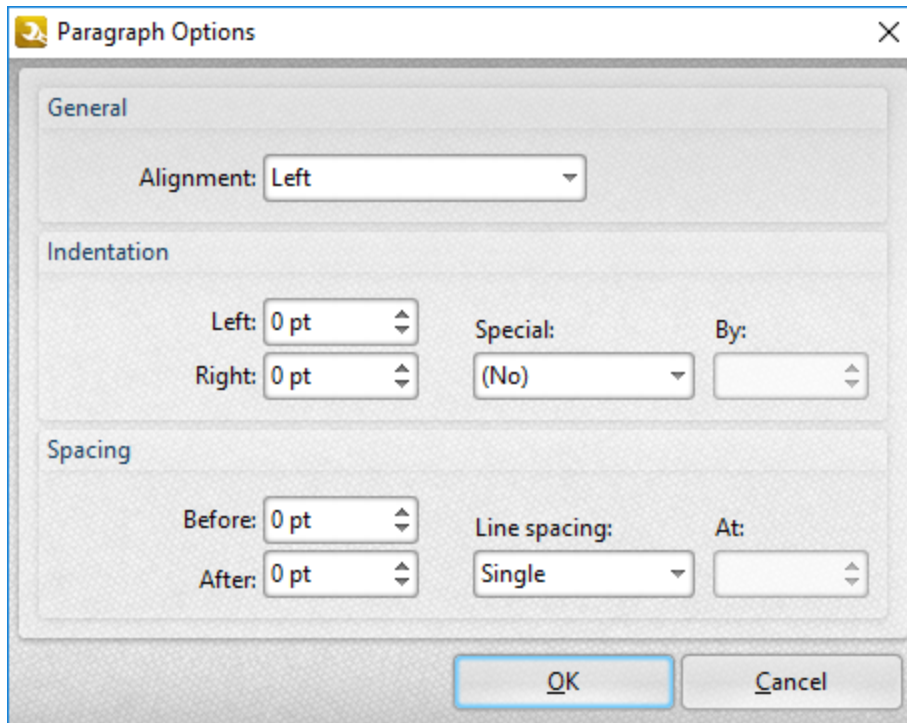 Paragraph Options
General
Alignment: Left
Indentation
Left: 0 pt
Special: By:
Right: 0 pt (No)
Spacing
Before: 0 pt
Line spacing: At:
After: 0 pt Single
OK Cancel